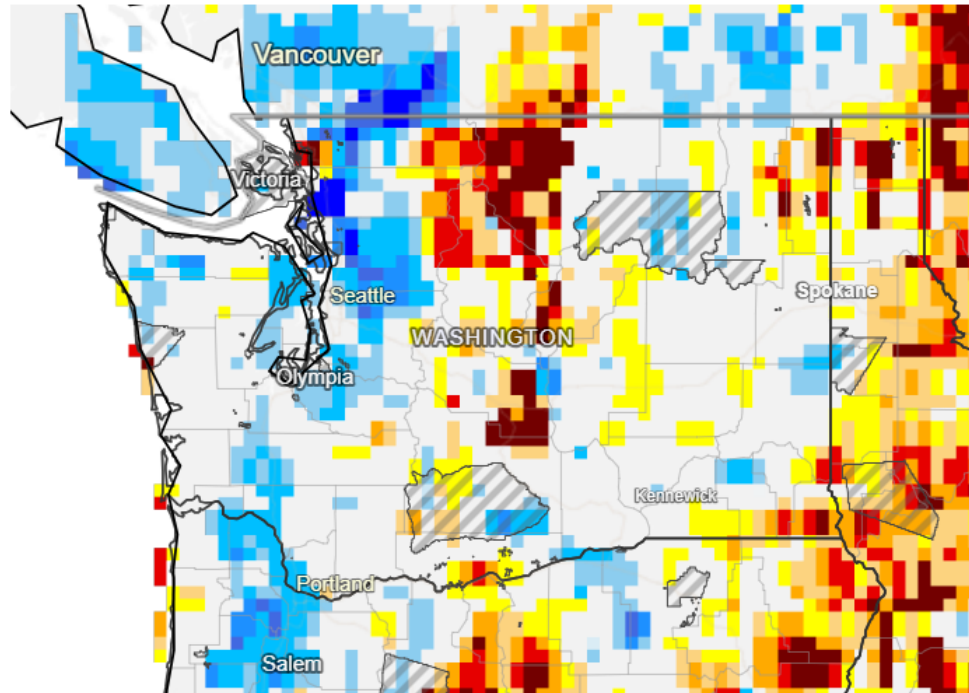 Vancouver
Victoria
Seattle
Spokane
WASHINGTON
Olympia
Kennewick
Portland
Salem